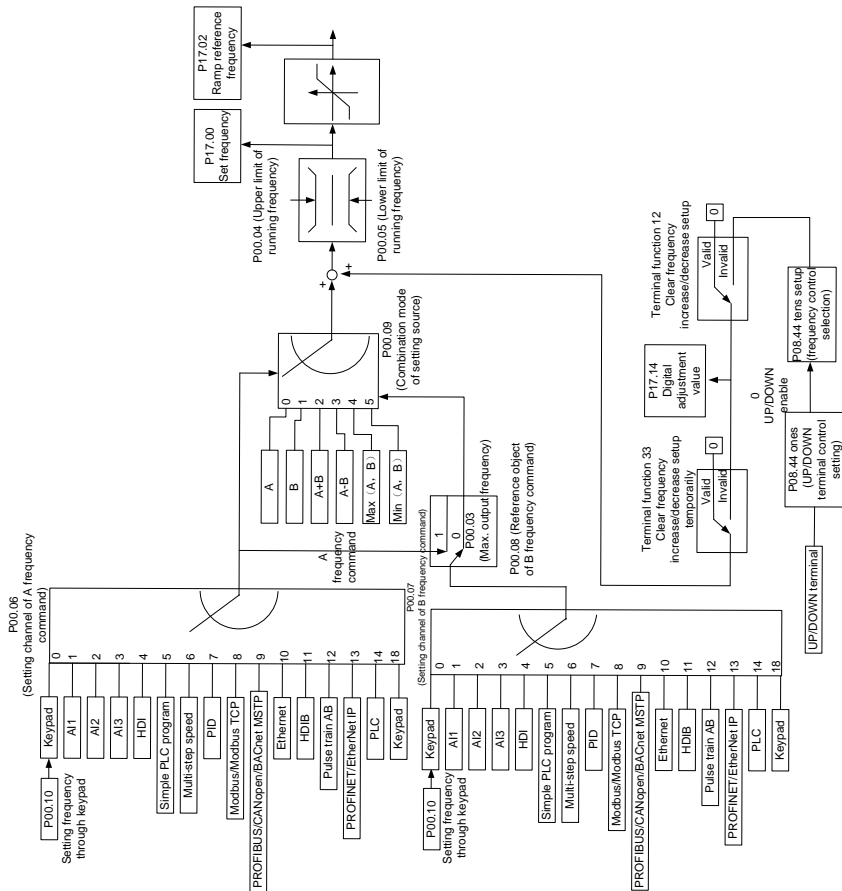 P00.06
(Setting channel of A frequency
command)
P00.10
Setting frequency
through keypad
Keypad
AI1
AI2
AI3
HDI
Simple PLC program
Multi-step speed
PID
Modbus/Modbus TCP
PROFIBUS/CANopen/BACnet MSTP
Ethernet
HDIB
Pulse train AB
PROFINET/EtherNet IP
PLC
Keypad
0
1
2
3
4
5
6
7
8
9
10
11
12
13
14
18
P00.07
(Setting channel of B frequency command)
P00.10
Setting frequency
through keypad
Keypad
AI1
AI2
AI3
HDI
Simple PLC program
Multi-step speed
PID
Modbus/Modbus TCP
PROFIBUS/CANopen/BACnet MSTP
Ethernet
HDIB
Pulse train AB
PROFINET/EtherNet IP
PLC
Keypad
0
1
2
3
4
5
6
7
8
9
10
11
12
13
14
18
A
frequency
command
1
0
P00.03
(Max. output frequency)
P00.08 (Reference object
of B frequency command)
A
B
A+B
A-B
Max（A，B）
Min（A，B）
0
1
2
3
4
5
P00.09
(Combination mode
of setting source)
+
+
P00.04 (Upper limit of
running frequency)
P00.05 (Lower limit of
running frequency)
P17.00
Set frequency
P17.02
Ramp reference
frequency
UP/DOWN terminal
P08.44 ones
(UP/DOWN
terminal control
setting)
0
UP/DOWN
enable
P08.44 tens setup
(frequency control
selection)
Terminal function 33
Clear frequency
increase/decrease setup
temporarily
Valid
Invalid
0
P17.14
Digital
adjustment
value
Terminal function 12
Clear frequency
increase/decrease setup
Valid
Invalid
0